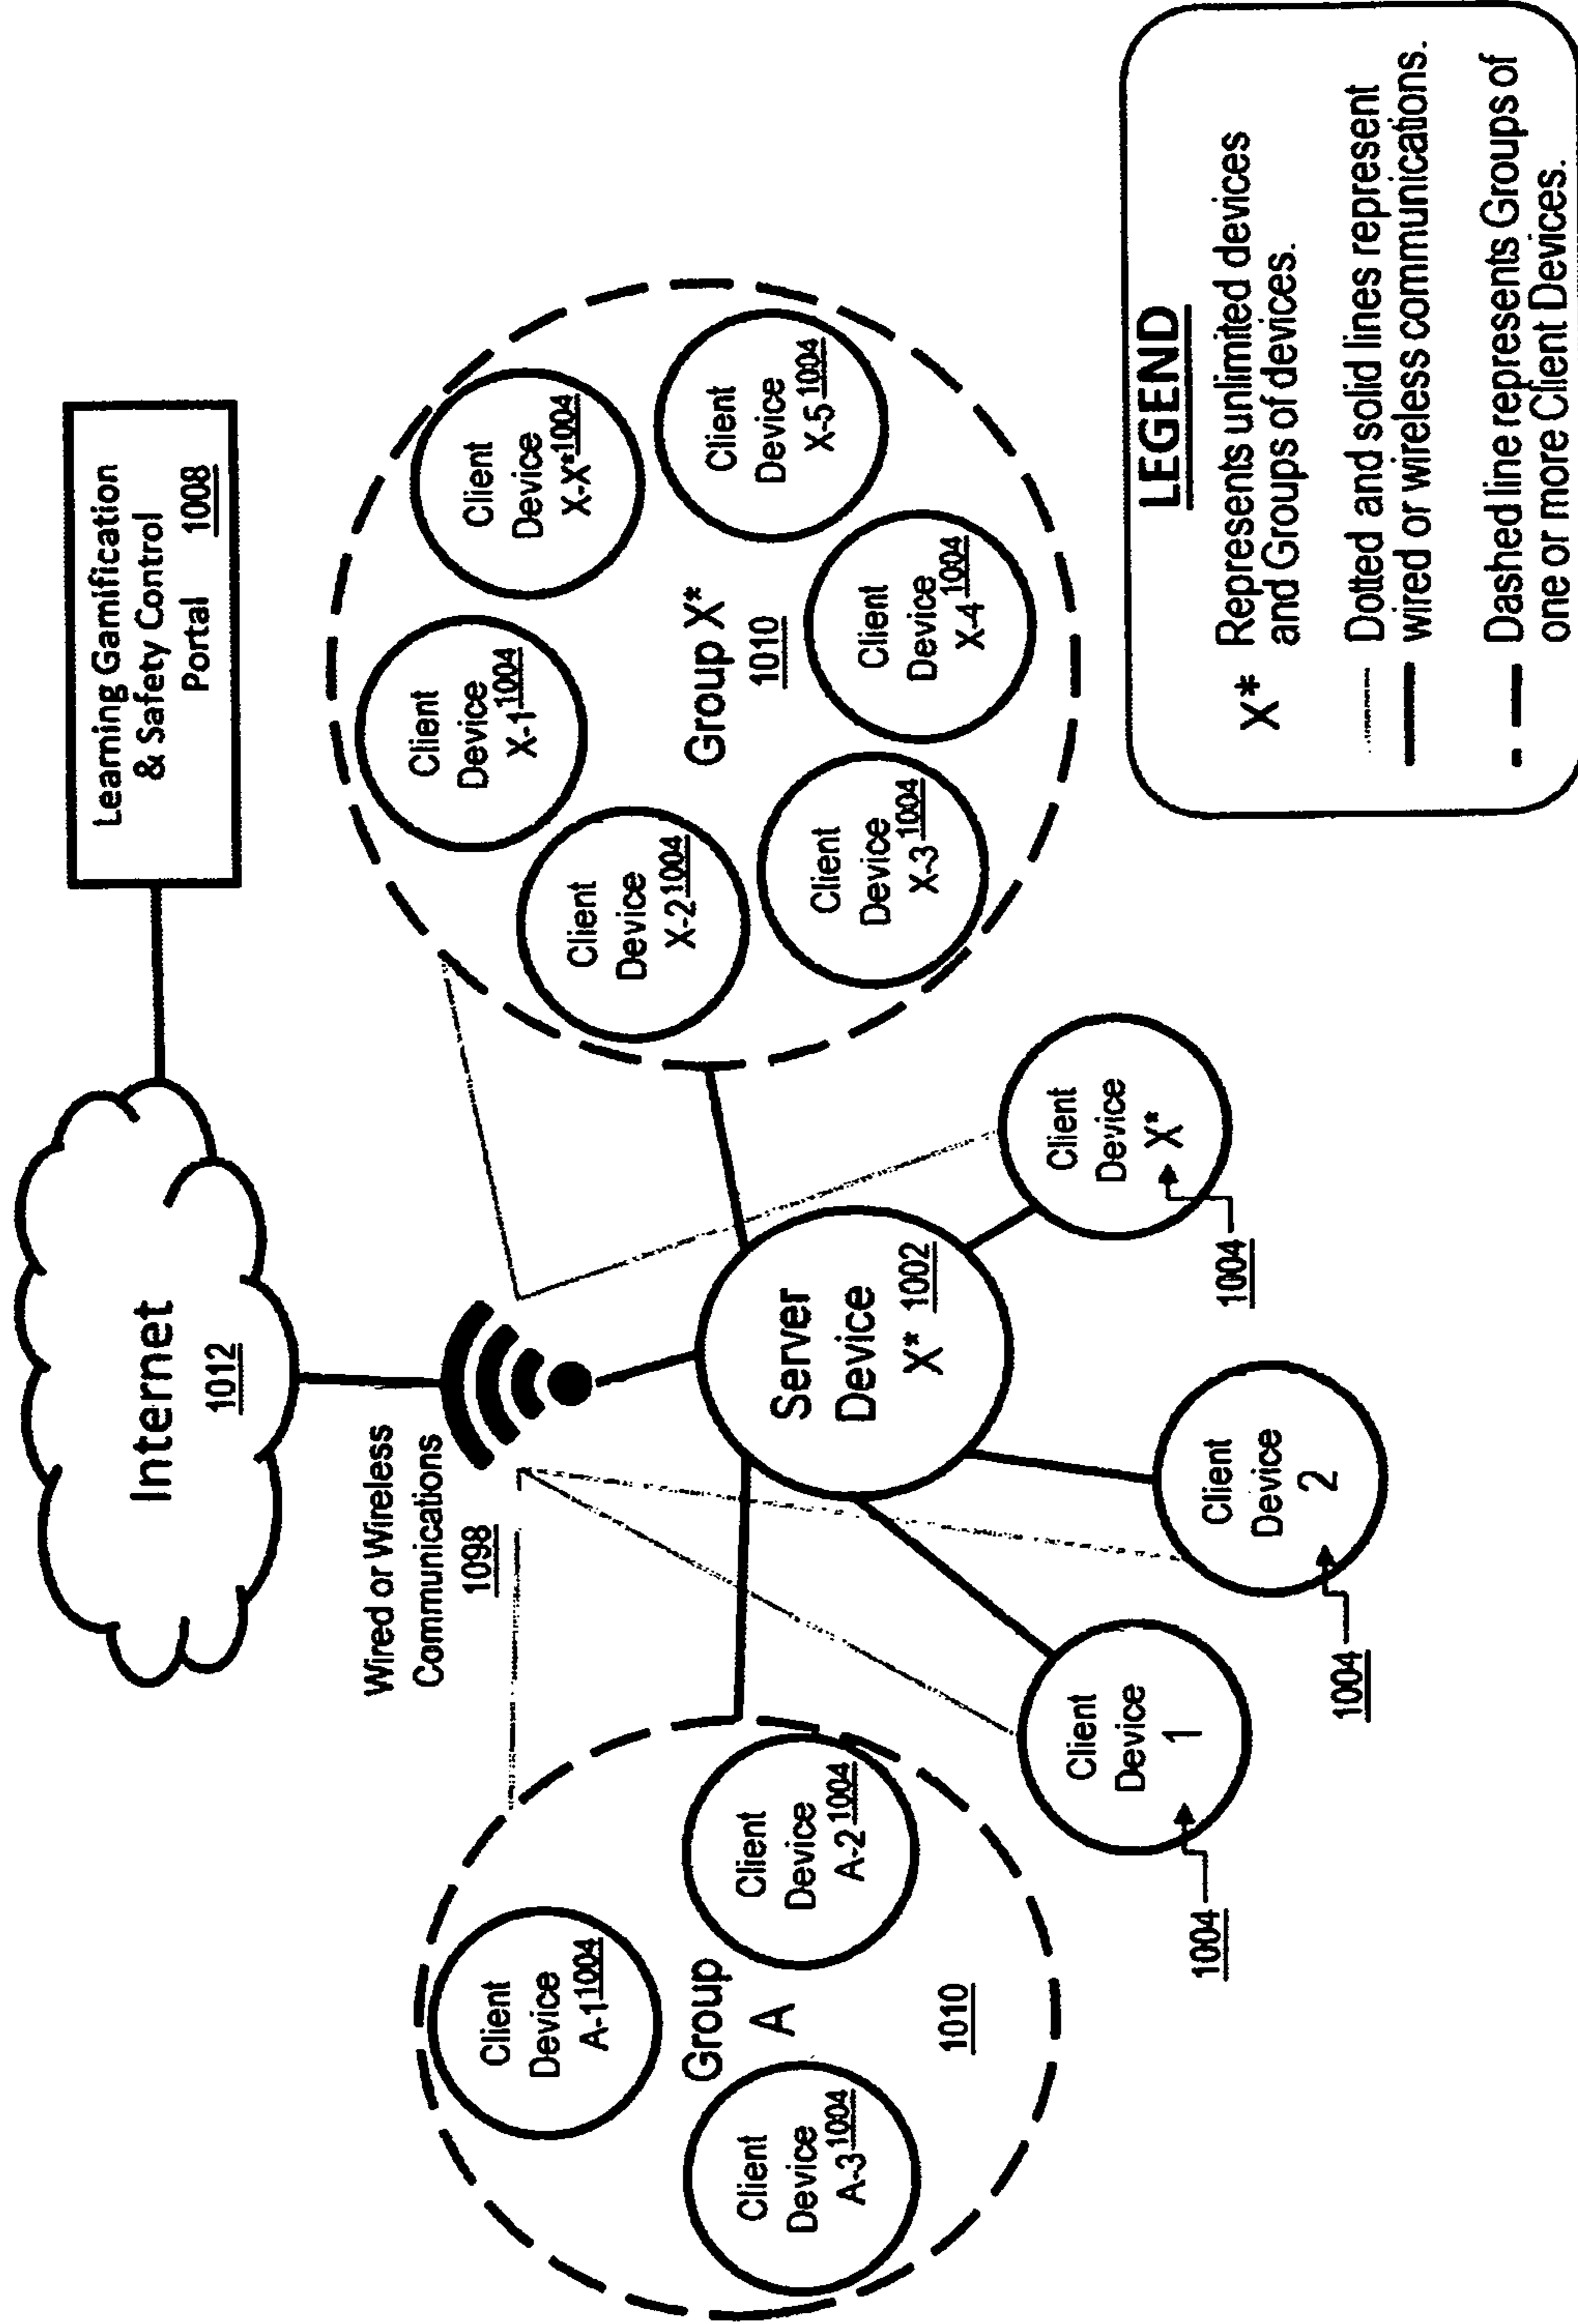 Learning Gamification
& Safety Control
Portal 1008
Internet
1012
Wired or Wireless
Communications
1098
Client
Device
A-1 1004
Client
Device
A-2 1004
Client
Device
A-3 1004
Group
A
1010
Client
Device
X-1 1004
Client
Device
X-X* 1004
Client
Device
X-2 1004
Client
Device
X-5 1004
Client
Device
X-3 1004
Client
Device
X-4 1004
Group X*
1010
Server
Device
X* 1002
Client
Device
1
1004
Client
Device
2
1004
Client
Device
X*
1004
LEGEND
X* Represents unlimited devices
and Groups of devices.
Dotted and solid lines represent
wired or wireless communications.
Dashed line represents Groups of
one or more Client Devices.